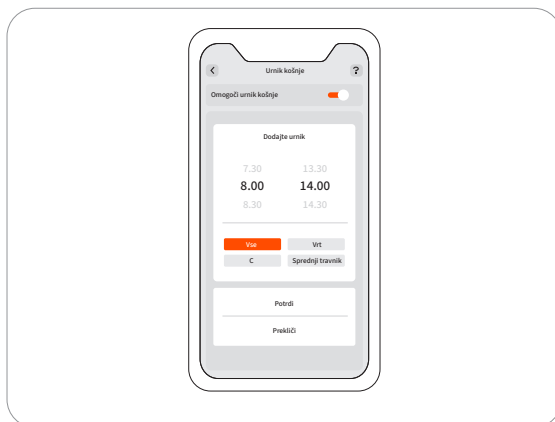 Urnik košnje ?
Omogoči urnik košnje
Dodajte urnik
7.30 13.30
8.00 14.00
8.30 14.30
Vse Vrt
C Sprednji travnik
Potrdi
Prekliči